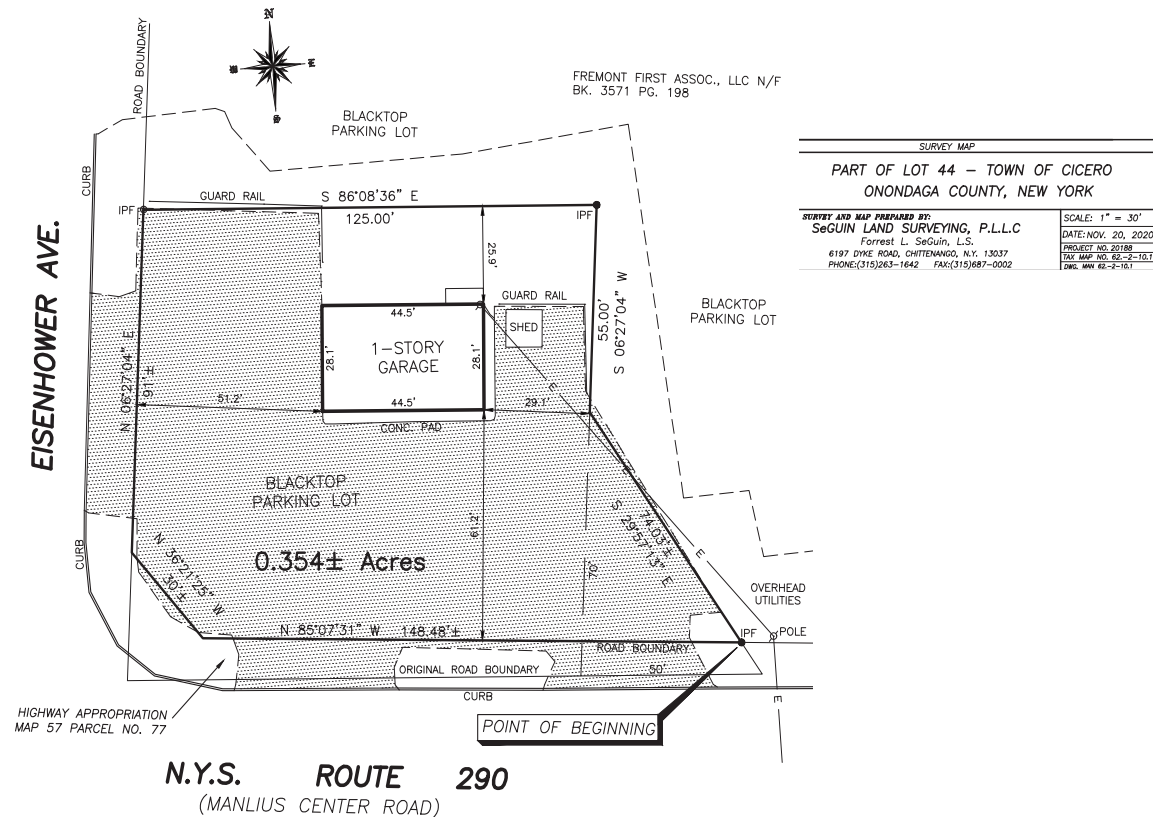 N
ROAD BOUNDARY
FREMONT FIRST ASSOC., LLC N/F
BK. 3571 PG. 198
BLACKTOP
PARKING LOT
SURVEY MAP
PART OF LOT 44 – TOWN OF CICERO
ONONDAGA COUNTY, NEW YORK
SURVEY AND MAP PREPARED BY:
SeGUIN LAND SURVEYING, P.L.L.C
Forrest L. SeGuin, L.S.
6197 DYKE ROAD, CHITTENANGO, N.Y. 13037
PHONE:(315)263–1642 FAX:(315)687–0002
SCALE: 1" = 30'
DATE: NOV. 20, 2020
PROJECT NO. 20188
TAX MAP NO. 62.-2-10.1
DWG. MAN 62.-2-10.1
CURB
GUARD RAIL
S 86°08'36" E
125.00'
IPF
IPF
EISENHOWER AVE.
25.9'
GUARD RAIL
SHED
55.00'
S 06°27'04" W
BLACKTOP
PARKING LOT
44.5'
1–STORY
GARAGE
28.1'
28.1'
44.5'
N 06°27'04" E
91'±
51.2'
29.1'
CONC. PAD
E
E
E
BLACKTOP
PARKING LOT
61.2'
74.03'±
S 29°57'13" E
0.354± Acres
70'
CURB
N 36°21'25" W
30'±
OVERHEAD
UTILITIES
N 85°07'31" W 148.48'±
IPF
POLE
ROAD BOUNDARY
ORIGINAL ROAD BOUNDARY
50'
CURB
E
HIGHWAY APPROPRIATION
MAP 57 PARCEL NO. 77
POINT OF BEGINNING
N.Y.S. ROUTE 290
(MANLIUS CENTER ROAD)